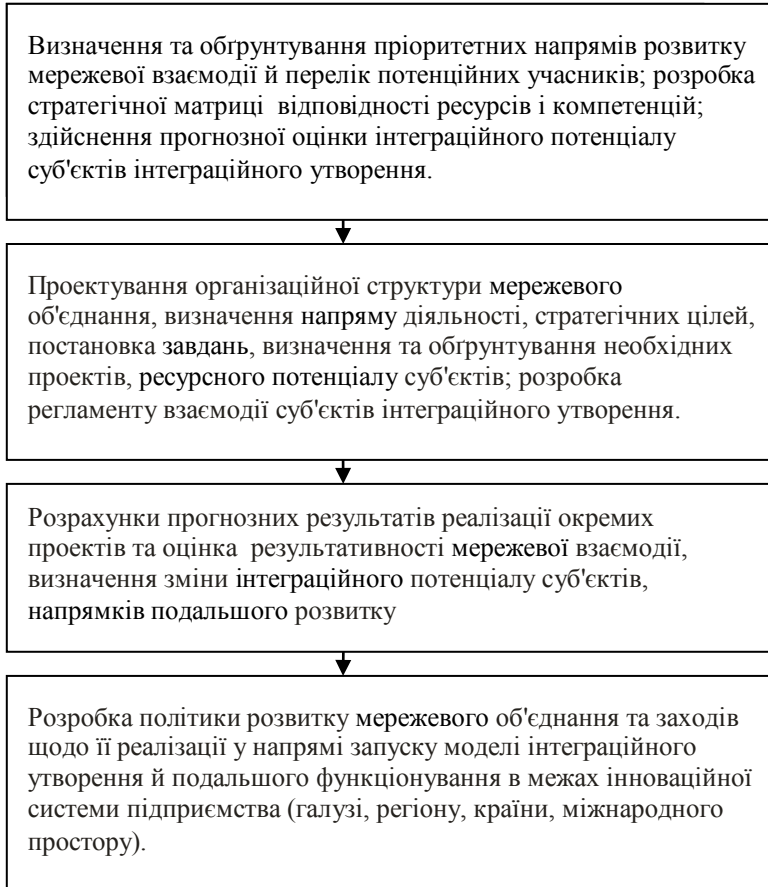 Визначення та обґрунтування пріоритетних напрямів розвитку
мережевої взаємодії й перелік потенційних учасників; розробка
стратегічної матриці відповідності ресурсів і компетенцій;
здійснення прогнозної оцінки інтеграційного потенціалу
суб'єктів інтеграційного утворення.
Проектування організаційної структури мережевого
об'єднання, визначення напряму діяльності, стратегічних цілей,
постановка завдань, визначення та обґрунтування необхідних
проектів, ресурсного потенціалу суб'єктів; розробка
регламенту взаємодії суб'єктів інтеграційного утворення.
Розрахунки прогнозних результатів реалізації окремих
проектів та оцінка результативності мережевої взаємодії,
визначення зміни інтеграційного потенціалу суб'єктів,
напрямків подальшого розвитку
Розробка політики розвитку мережевого об'єднання та заходів
щодо її реалізації у напрямі запуску моделі інтеграційного
утворення й подальшого функціонування в межах інноваційної
системи підприємства (галузі, регіону, країни, міжнародного
простору).